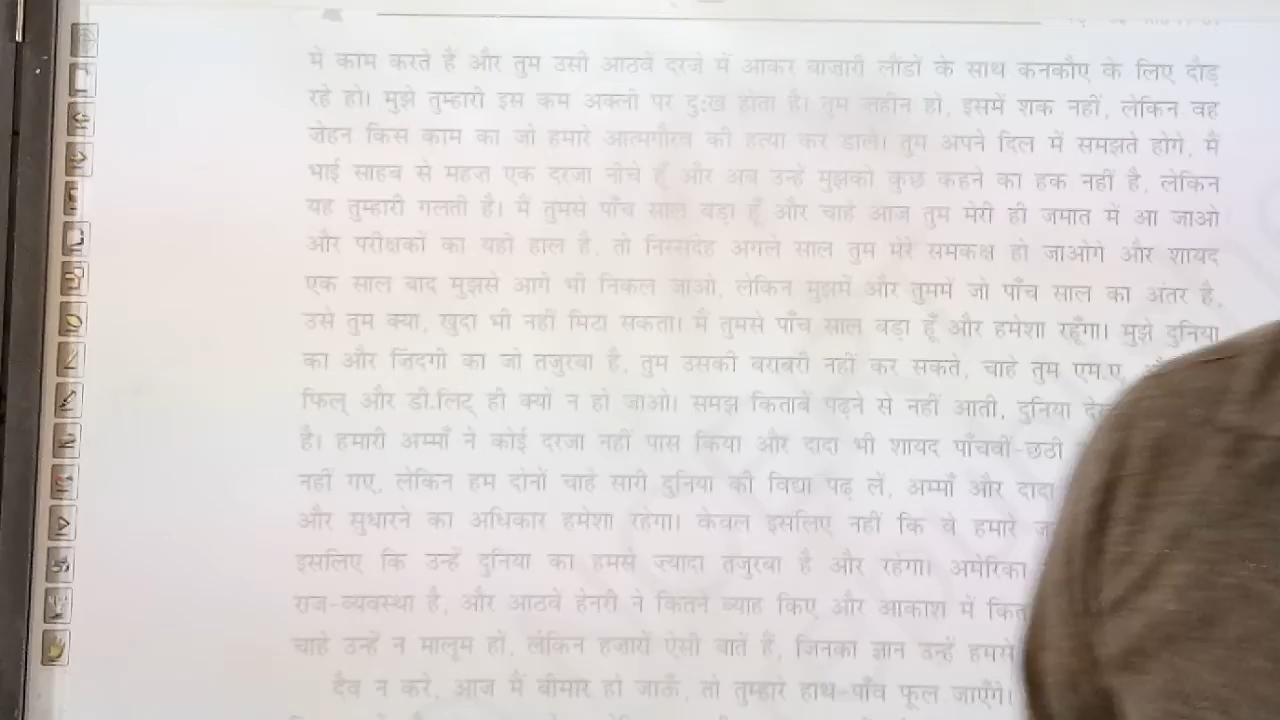 में काम करते हैं और तुम उसी आठवें दरजे में आकर बाजारी लौंडों के साथ कनकौए के लिए दौड़
रहे हो। मुझे तुम्हारी इस कम अक्ली पर दुःख होता है। तुम जहीन हो, इसमें शक नहीं, लेकिन वह
जेहन किस काम का जो हमारे आत्मगौरव की हत्या कर डाले। तुम अपने दिल में समझते होगे, मैं
भाई साहब से महज़ एक दरजा नीचे हूँ और अब उन्हें मुझको कुछ कहने का हक नहीं है, लेकिन
यह तुम्हारी गलती है। मैं तुमसे पाँच साल बड़ा हूँ और चाहे आज तुम मेरी ही जमात में आ जाओ
और परीक्षकों का यही हाल है, तो निस्संदेह अगले साल तुम मेरे समकक्ष हो जाओगे और शायद
एक साल बाद मुझसे आगे भी निकल जाओ, लेकिन मुझमें और तुममें जो पाँच साल का अंतर है,
उसे तुम क्या, खुदा भी नहीं मिटा सकता। मैं तुमसे पाँच साल बड़ा हूँ और हमेशा रहूँगा। मुझे दुनिया
का और ज़िंदगी का जो तजुरबा है, तुम उसकी बराबरी नहीं कर सकते, चाहे तुम एम.ए.
फिल् और डी.लिट् ही क्यों न हो जाओ। समझ किताबें पढ़ने से नहीं आती, दुनिया
है। हमारी अम्माँ ने कोई दरजा नहीं पास किया और दादा भी शायद पाँचवीं-छठी
नहीं गए, लेकिन हम दोनों चाहे सारी दुनिया की विद्या पढ़ लें, अम्माँ और दादा
और सुधारने का अधिकार हमेशा रहेगा। केवल इसलिए नहीं कि वे हमारे
इसलिए कि उन्हें दुनिया का हमसे ज्यादा तजुरबा है और रहेगा। अमेरिका
राज-व्यवस्था है, और आठवें हेनरी ने कितने ब्याह किए और आकाश में
चाहे उन्हें न मालूम हों, लेकिन हजारों ऐसी बातें हैं, जिनका ज्ञान उन्हें हमसे
दैव न करे, आज मैं बीमार हो जाऊँ, तो तुम्हारे हाथ-पाँव फूल जाएँगे।